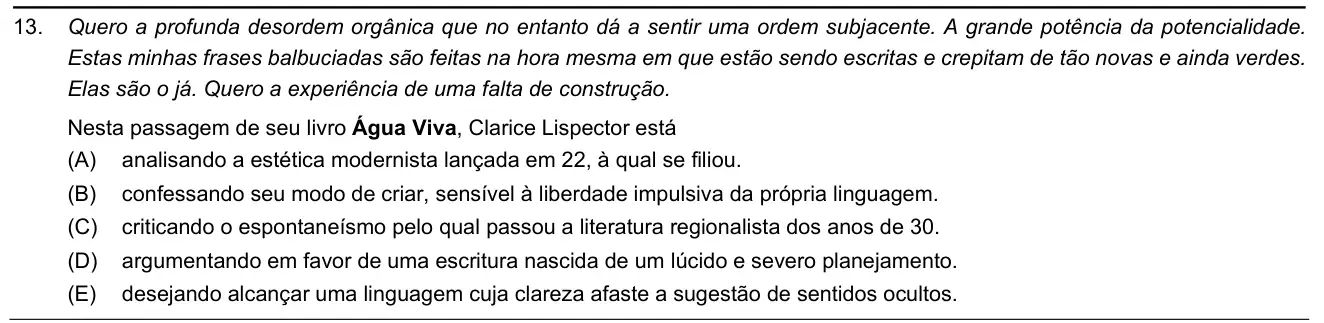 13. Quero a profunda desordem orgânica que no entanto dá a sentir uma ordem subjacente. A grande potência da potencialidade.
Estas minhas frases balbuciadas são feitas na hora mesma em que estão sendo escritas e crepitam de tão novas e ainda verdes.
Elas são o já. Quero a experiência de uma falta de construção.
Nesta passagem de seu livro Água Viva, Clarice Lispector está
(A) analisando a estética modernista lançada em 22, à qual se filiou.
(B) confessando seu modo de criar, sensível à liberdade impulsiva da própria linguagem.
(C) criticando o espontaneísmo pelo qual passou a literatura regionalista dos anos de 30.
(D) argumentando em favor de uma escritura nascida de um lúcido e severo planejamento.
(E) desejando alcançar uma linguagem cuja clareza afaste a sugestão de sentidos ocultos.